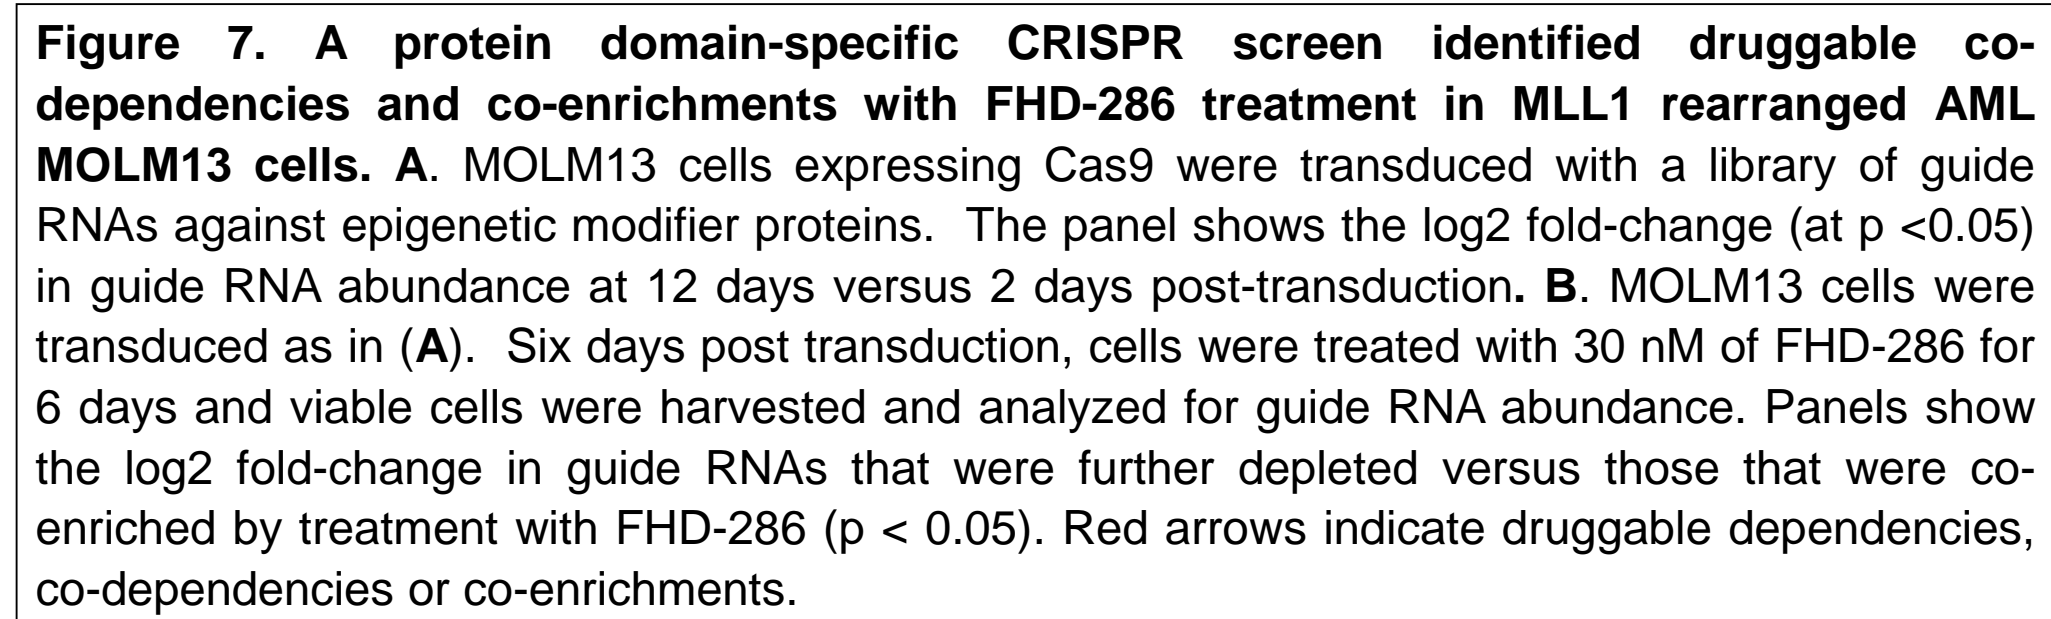 Figure 7. A protein domain-specific CRISPR screen identified druggable co-
dependencies and co-enrichments with FHD-286 treatment in MLL1 rearranged AML
MOLM13 cells. A. MOLM13 cells expressing Cas9 were transduced with a library of guide
RNAs against epigenetic modifier proteins.  The panel shows the log2 fold-change (at p <0.05)
in guide RNA abundance at 12 days versus 2 days post-transduction. B. MOLM13 cells were
transduced as in (A).  Six days post transduction, cells were treated with 30 nM of FHD-286 for
6 days and viable cells were harvested and analyzed for guide RNA abundance. Panels show
the log2 fold-change in guide RNAs that were further depleted versus those that were co-
enriched by treatment with FHD-286 (p < 0.05). Red arrows indicate druggable dependencies,
co-dependencies or co-enrichments.